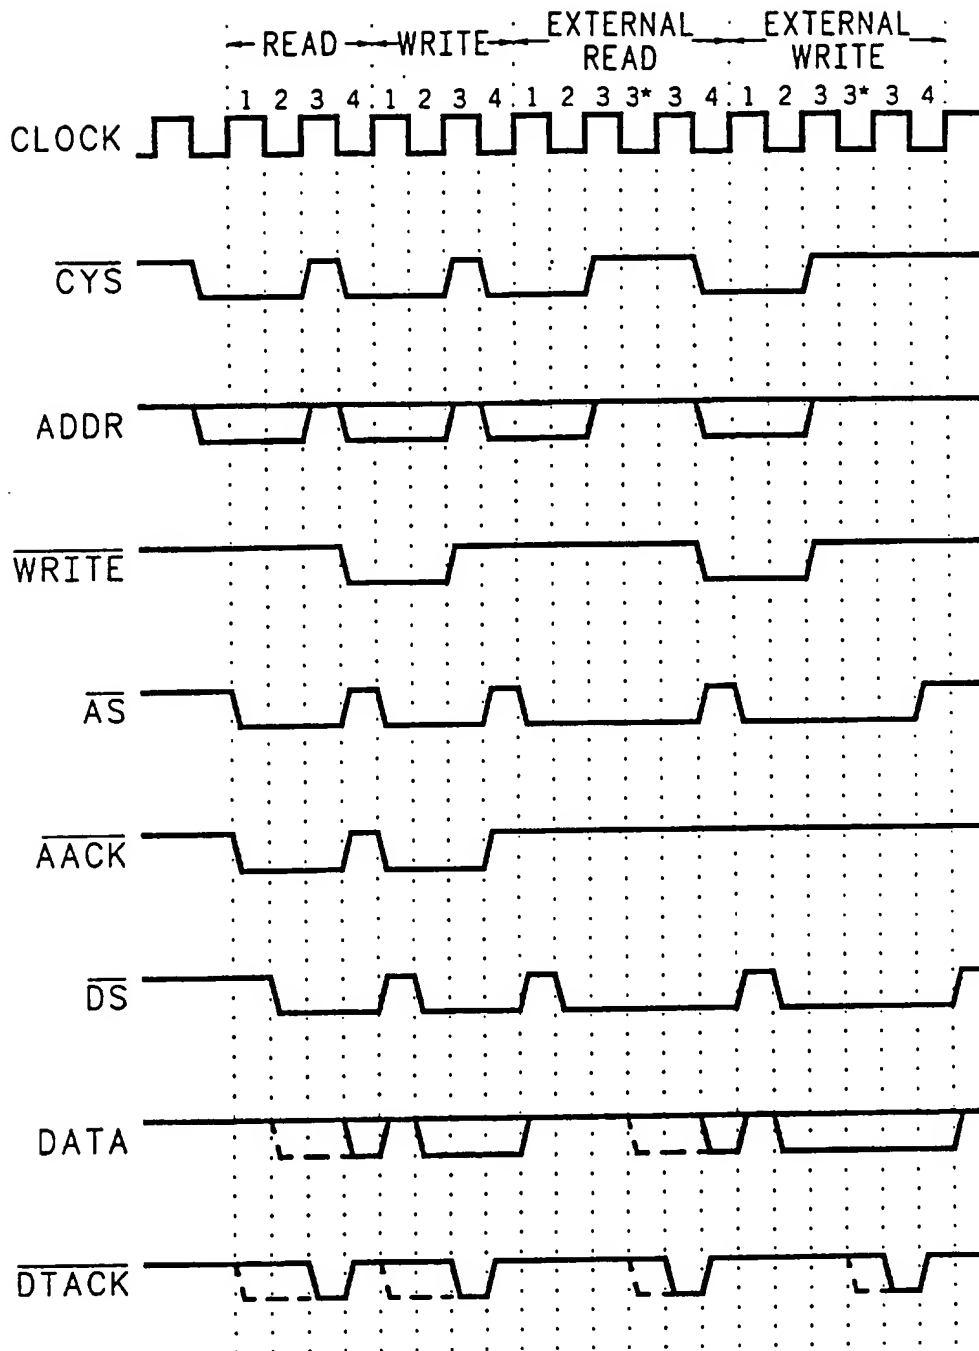 READ WRITE EXTERNAL READ EXTERNAL WRITE
1 2 3 4 1 2 3 4 1 2 3 3* 3 4 1 2 3 3* 3 4
CLOCK
CYS
ADDR
WRITE
AS
AACK
DS
DATA
DTACK